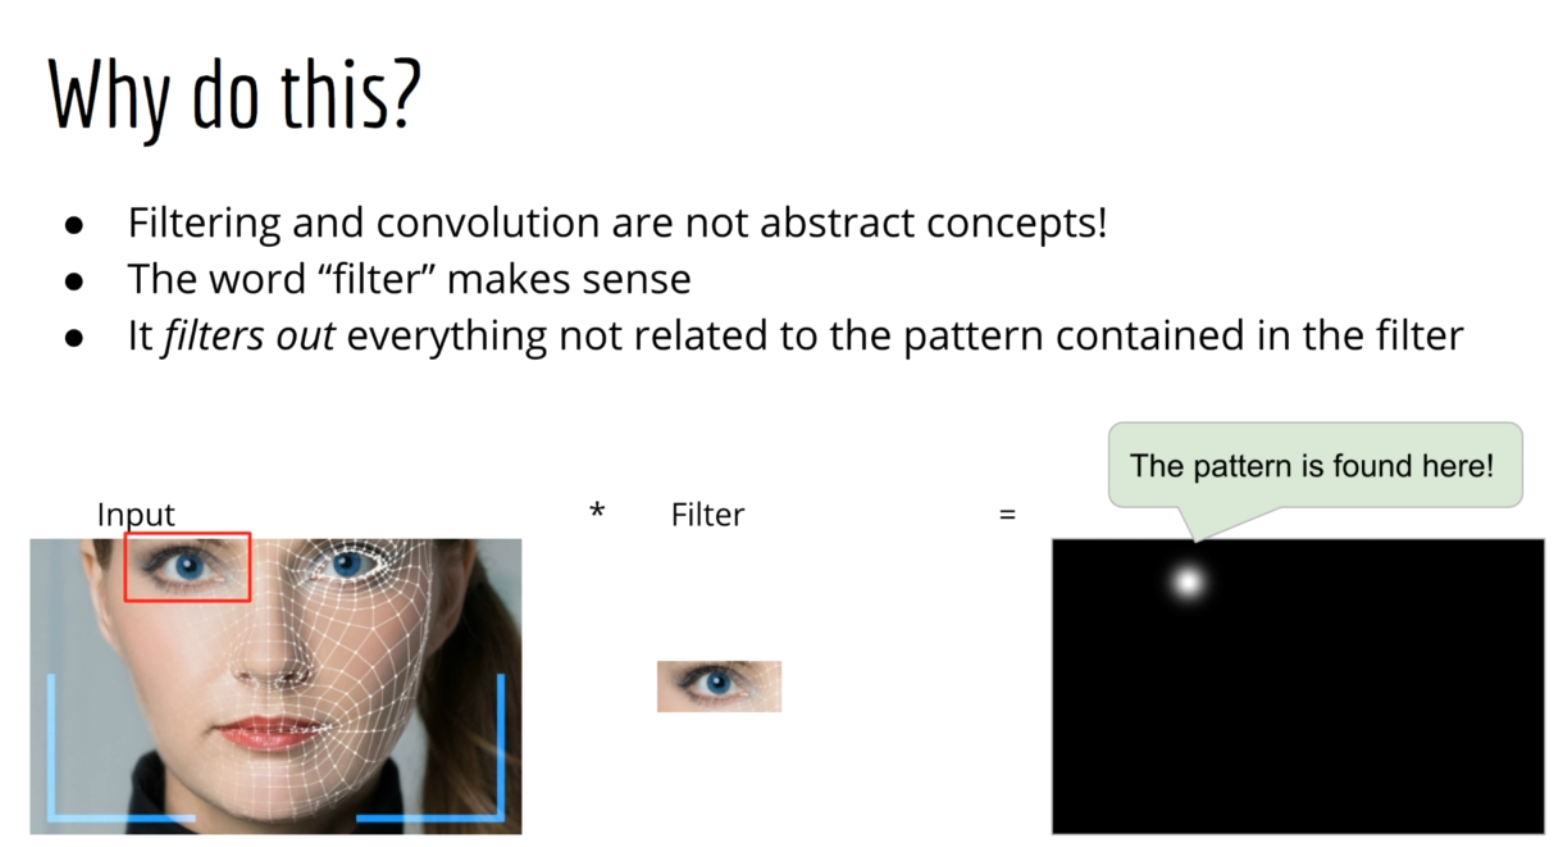 Why do this?
● Filtering and convolution are not abstract concepts!
● The word “filter” makes sense
● It filters out everything not related to the pattern contained in the filter
The pattern is found here!
Input * Filter =